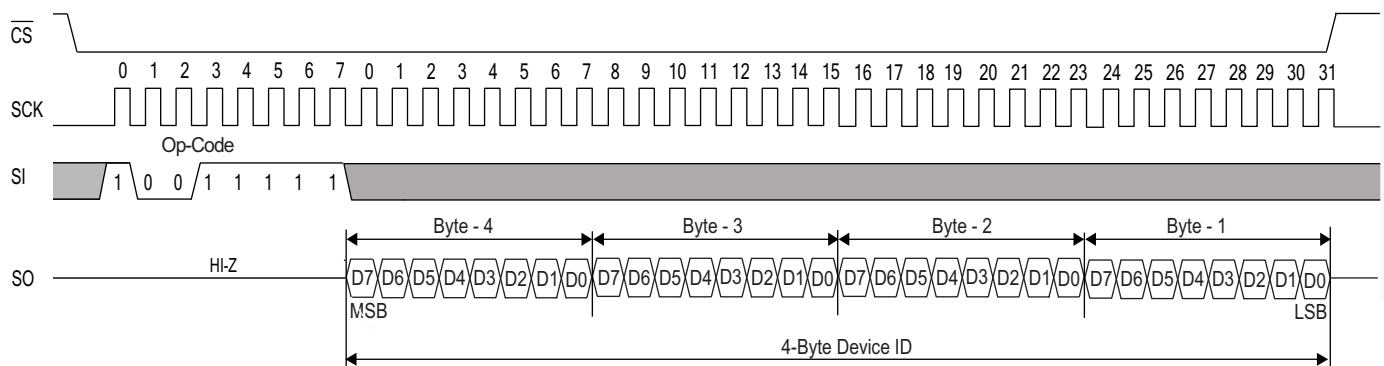 CS
0 1 2 3 4 5 6 7 0 1 2 3 4 5 6 7 8 9 10 11 12 13 14 15 16 17 18 19 20 21 22 23 24 25 26 27 28 29 30 31
SCK
Op-Code
SI 1 0 0 1 1 1 1 1
Byte - 4 Byte - 3 Byte - 2 Byte - 1
SO HI-Z D7 D6 D5 D4 D3 D2 D1 D0 D7 D6 D5 D4 D3 D2 D1 D0 D7 D6 D5 D4 D3 D2 D1 D0 D7 D6 D5 D4 D3 D2 D1 D0
MSB LSB
4-Byte Device ID